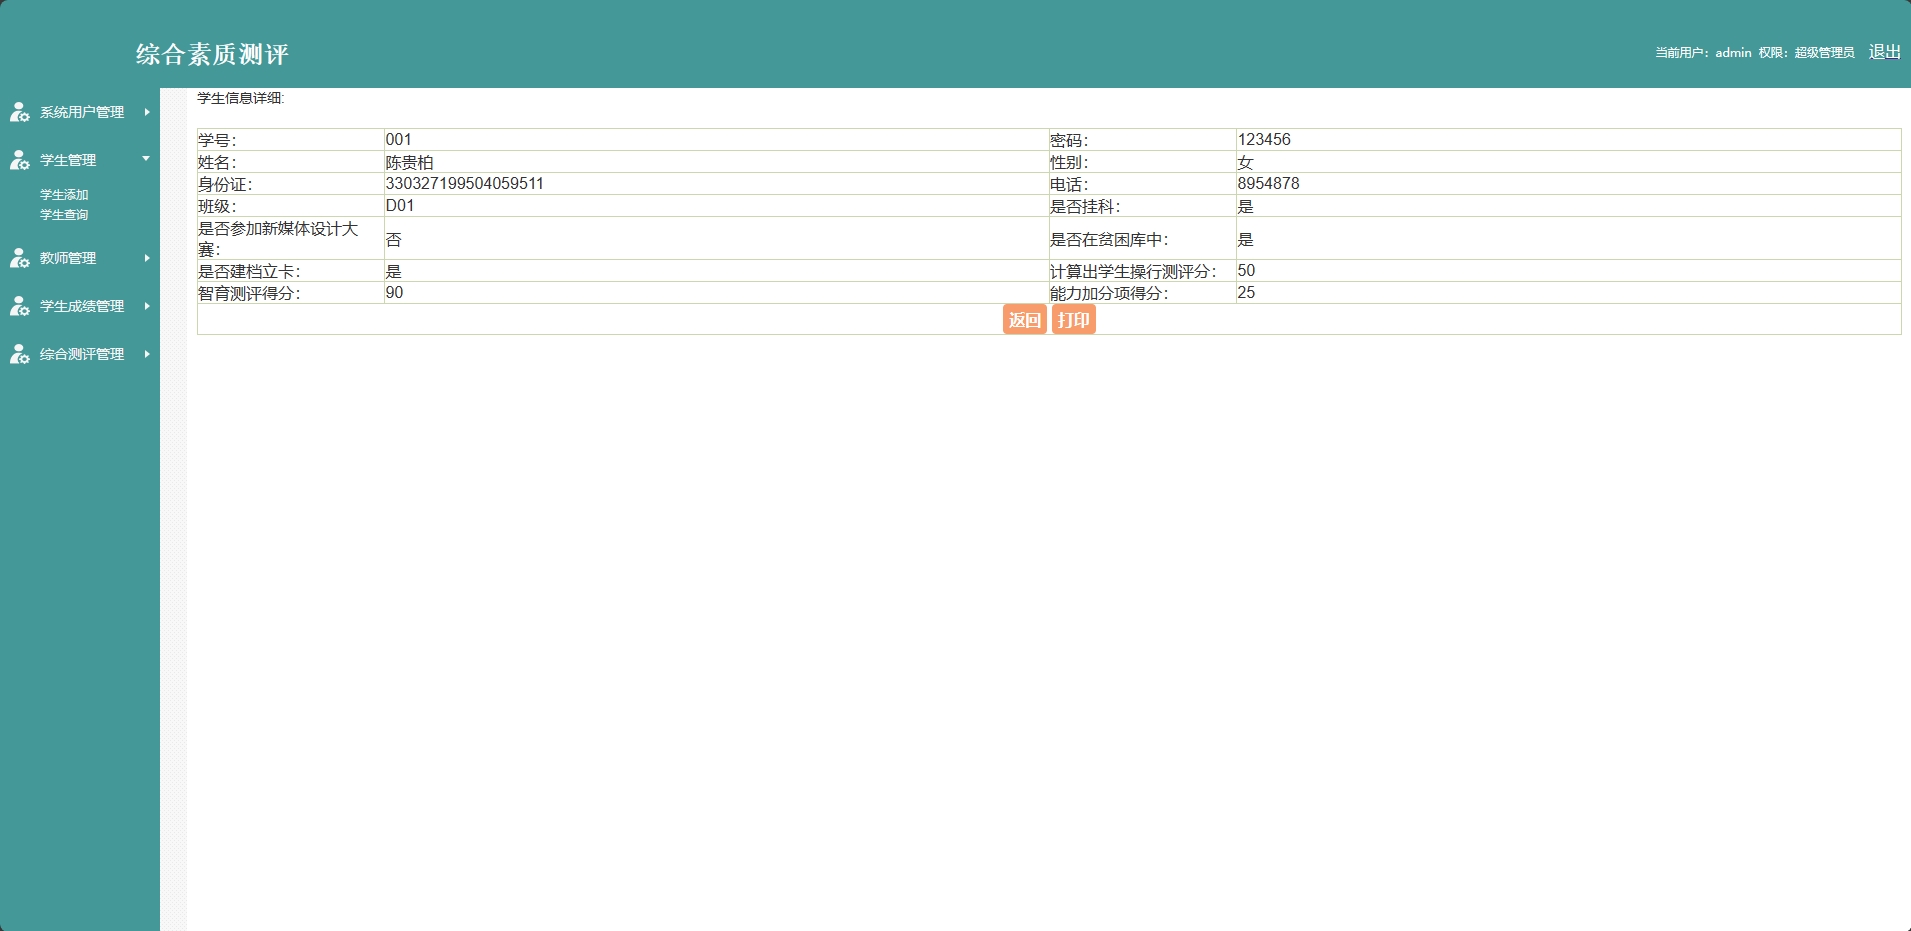 综合素质测评
当前用户：admin 权限：超级管理员 退出
系统用户管理
学生管理
学生添加
学生查询
教师管理
学生成绩管理
综合测评管理
学生信息详细:
学号： 001 密码： 123456
姓名： 陈贵柏 性别： 女
身份证： 330327199504059511 电话： 8954878
班级： D01 是否挂科： 是
是否参加新媒体设计大
赛： 否 是否在贫困库中： 是
是否建档立卡： 是 计算出学生操行测评分： 50
智育测评得分： 90 能力加分项得分： 25
返回 打印